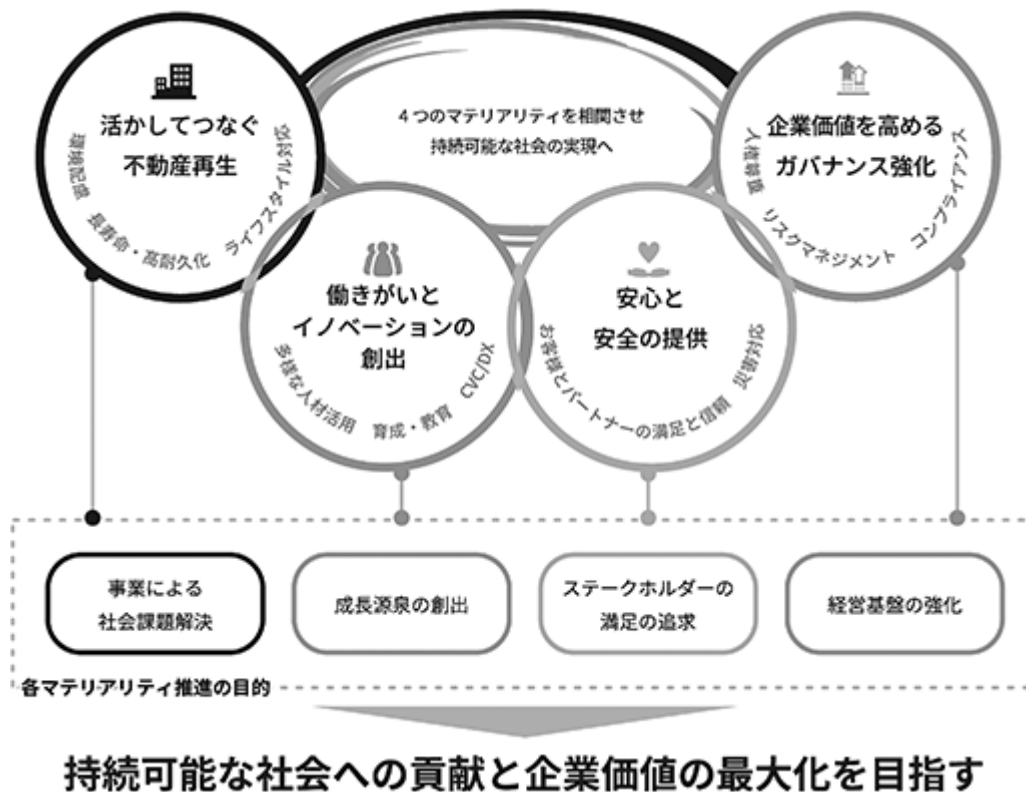 活かしてつなぐ
不動産再生
環境配慮 長寿命・高耐久化 ライフスタイル対応
4つのマテリアリティを相関させ
持続可能な社会の実現へ
企業価値を高める
ガバナンス強化
人権尊重 リスクマネジメント コンプライアンス
働きがいと
イノベーションの
創出
多様な人材活用 育成・教育 CVC/DX
安心と
安全の提供
お客様とパートナーの満足と信頼 災害対応
事業による
社会課題解決
成長源泉の創出
ステークホルダーの
満足の追求
経営基盤の強化
各マテリアリティ推進の目的
持続可能な社会への貢献と企業価値の最大化を目指す